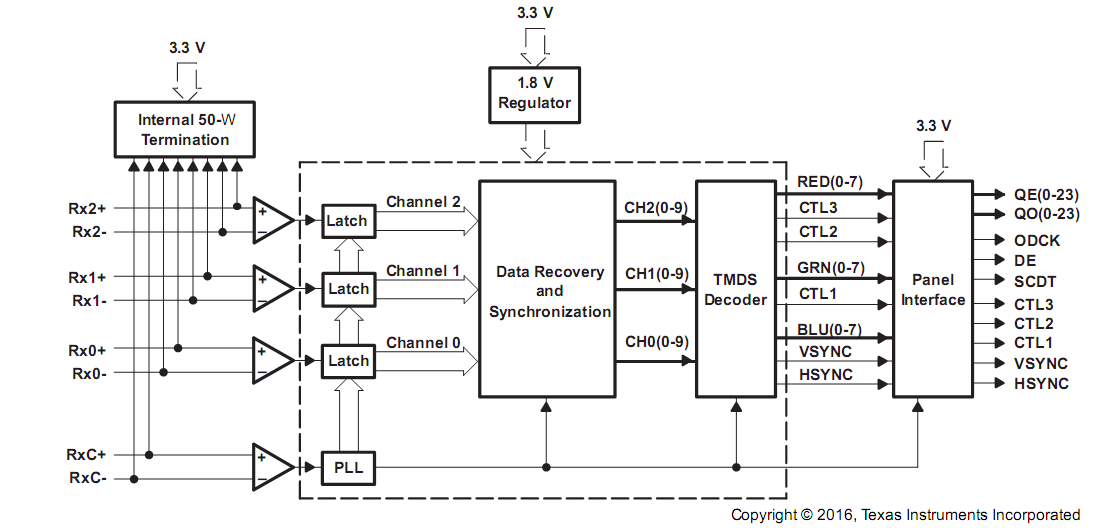 3.3 V
3.3 V
1.8 V
Regulator
Internal 50-W
Termination
3.3 V
Rx2+
Rx2-
+
−
Latch
Channel 2
Rx1+
Rx1-
+
−
Latch
Channel 1
Rx0+
Rx0-
+
−
Latch
Channel 0
RxC+
RxC-
+
−
PLL
Data Recovery
and
Synchronization
CH2(0-9)
CH1(0-9)
CH0(0-9)
TMDS
Decoder
RED(0-7)
CTL3
CTL2
GRN(0-7)
CTL1
BLU(0-7)
VSYNC
HSYNC
Panel
Interface
QE(0-23)
QO(0-23)
ODCK
DE
SCDT
CTL3
CTL2
CTL1
VSYNC
HSYNC
Copyright © 2016, Texas Instruments Incorporated